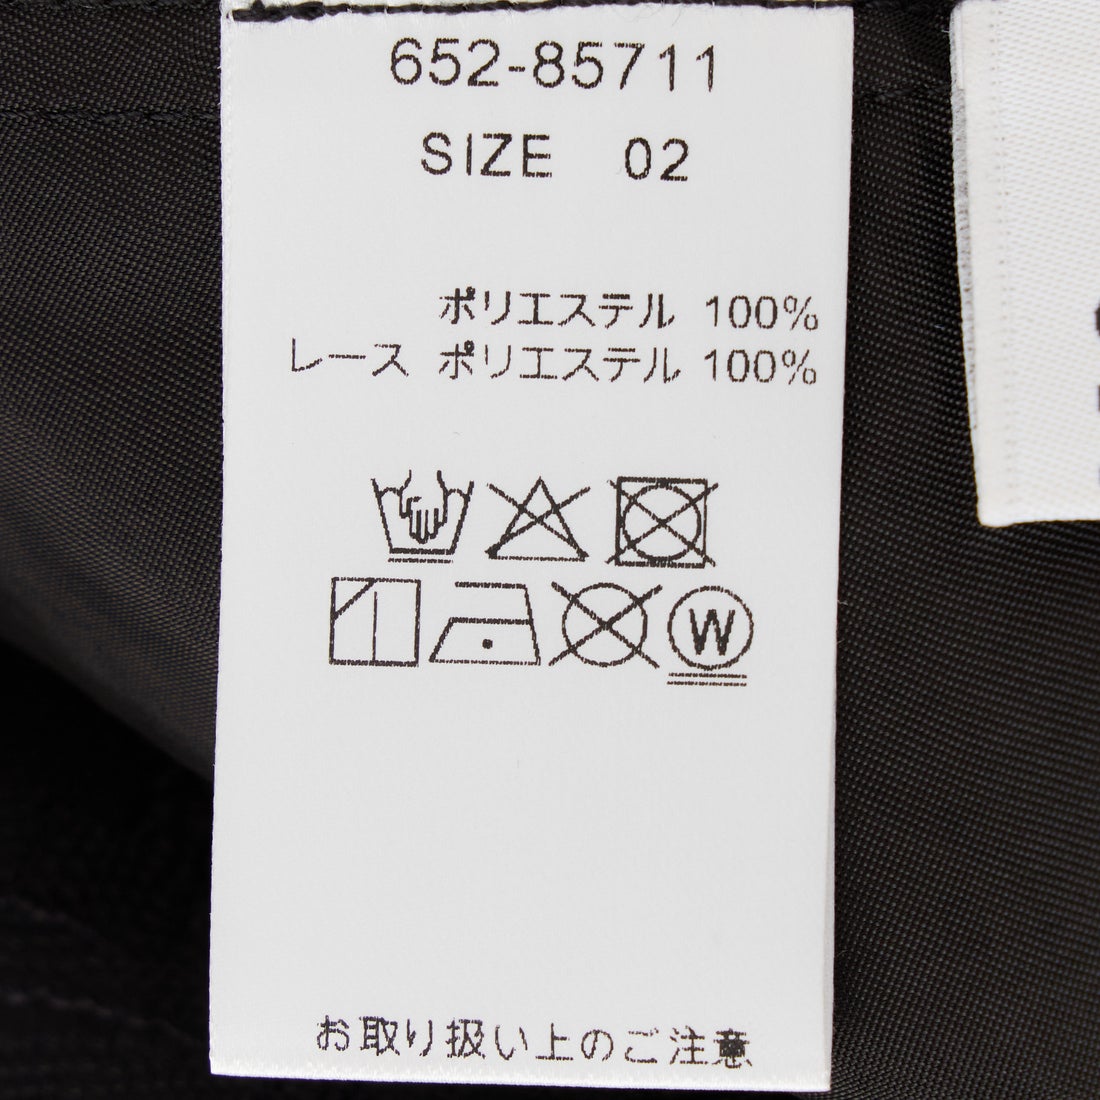 652-85711
SIZE 02
ポリエステル 100%
レース ポリエステル 100%
W
お取り扱い上のご注意